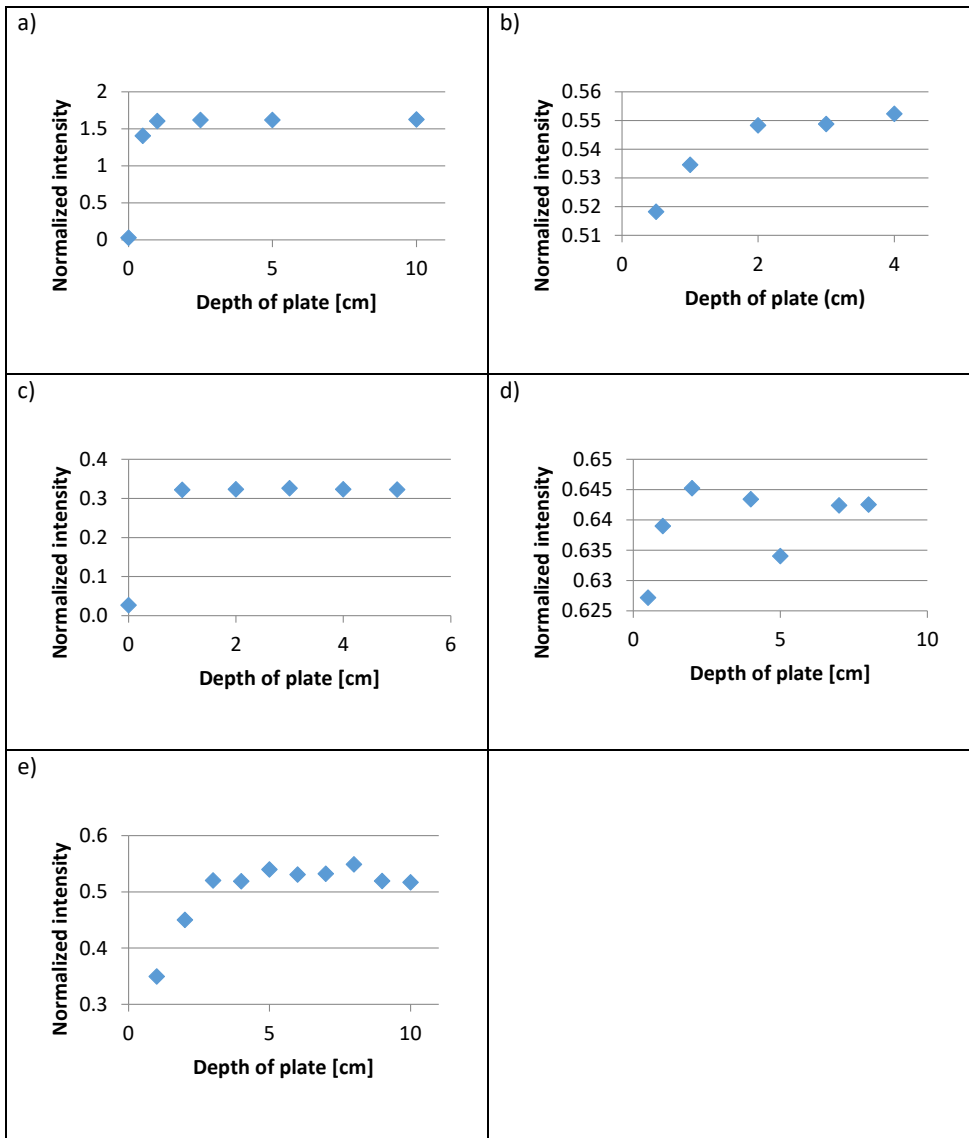 a)
Normalized intensity
2
1.5
1
0.5
0
0 5 10
Depth of plate [cm]
b)
Normalized intensity
0.56
0.55
0.54
0.53
0.52
0.51
0 2 4
Depth of plate (cm)
c)
Normalized intensity
0.4
0.3
0.2
0.1
0.0
0 2 4 6
Depth of plate [cm]
d)
Normalized intensity
0.65
0.645
0.64
0.635
0.63
0.625
0 5 10
Depth of plate [cm]
e)
Normalized intensity
0.6
0.5
0.4
0.3
0 5 10
Depth of plate [cm]